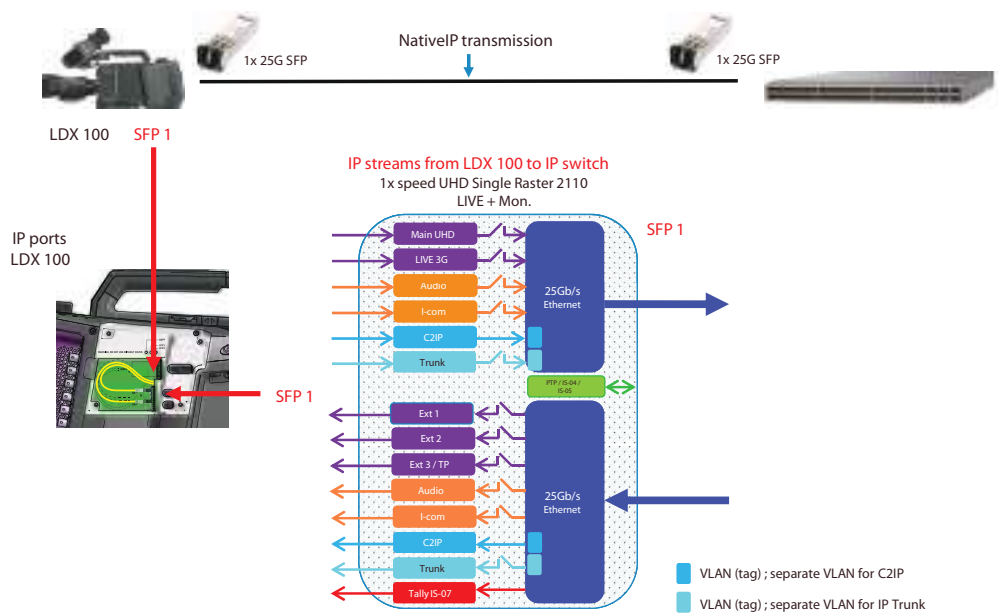 NativeIP transmission
1x 25G SFP
1x 25G SFP
LDX 100
SFP 1
IP streams from LDX 100 to IP switch
1x speed UHD Single Raster 2110
LIVE + Mon.
IP ports
LDX 100
SFP 1
SFP 1
Main UHD
LIVE 3G
Audio
I-com
C2IP
Trunk
25Gb/s
Ethernet
PTP / IS-04 /
IS-05
Ext 1
Ext 2
Ext 3 / TP
Audio
I-com
C2IP
Trunk
Tally IS-07
25Gb/s
Ethernet
VLAN (tag) ; separate VLAN for C2IP
VLAN (tag) ; separate VLAN for IP Trunk